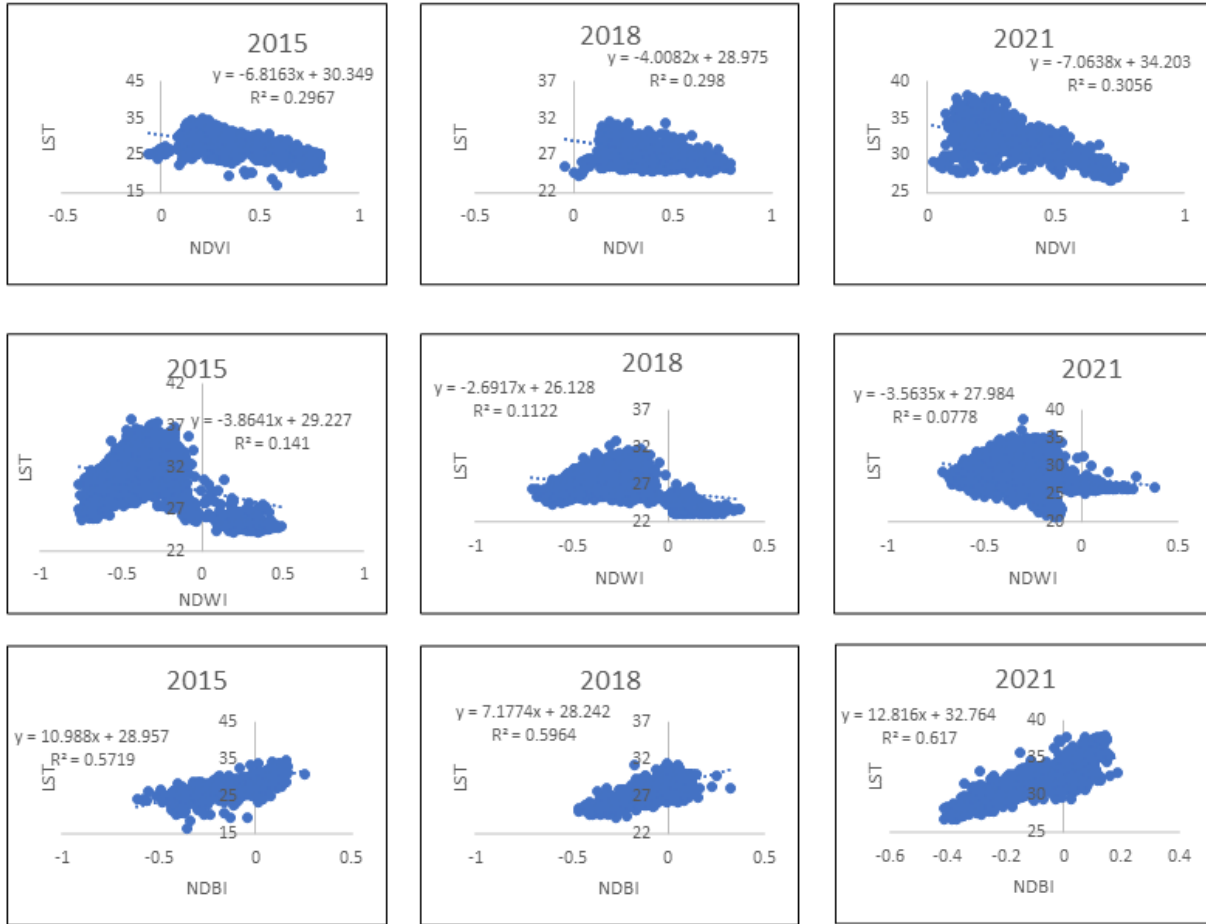 2015
y = -6.8163x + 30.349
R² = 0.2967
45
35
25
15
-0.5
0
0.5
1
LST
NDVI
2018
y = -4.0082x + 28.975
R² = 0.298
37
32
27
22
-0.5
0
0.5
1
LST
NDVI
2021
y = -7.0638x + 34.203
R² = 0.3056
40
35
30
25
0
0.5
1
LST
NDVI
2015
y = -3.8641x + 29.227
R² = 0.141
42
37
32
27
22
-1
-0.5
0
0.5
1
LST
NDWI
2018
y = -2.6917x + 26.128
R² = 0.1122
37
32
27
22
-1
-0.5
0
0.5
LST
NDWI
2021
y = -3.5635x + 27.984
R² = 0.0778
40
35
30
25
20
-1
-0.5
0
0.5
LST
NDWI
2015
y = 10.988x + 28.957
R² = 0.5719
45
35
25
15
-1
-0.5
0
0.5
LST
NDBI
2018
y = 7.1774x + 28.242
R² = 0.5964
37
32
27
22
-1
-0.5
0
0.5
LST
NDBI
2021
y = 12.816x + 32.764
R² = 0.617
40
35
30
25
-0.6
-0.4
-0.2
0
0.2
0.4
LST
NDBI